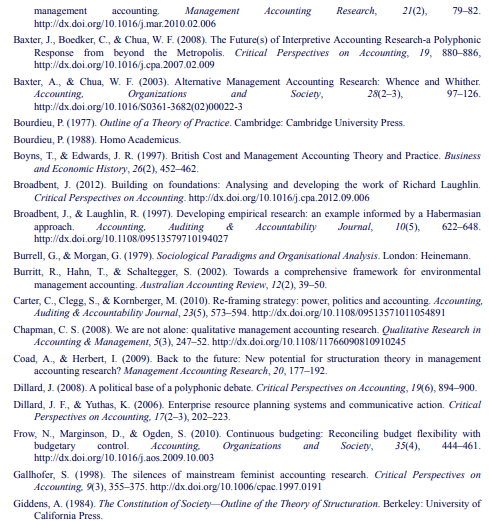 management accounting. Management Accounting Research, 21(2), 79–82.
http://dx.doi.org/10.1016/j.mar.2010.02.006
Baxter, J., Boedker, C., & Chua, W. F. (2008). The Future(s) of Interpretive Accounting Research-a Polyphonic
Response from beyond the Metropolis. Critical Perspectives on Accounting, 19, 880–886,
http://dx.doi.org/10.1016/j.cpa.2007.02.009
Baxter, A., & Chua, W. F. (2003). Alternative Management Accounting Research: Whence and Whither.
Accounting, Organizations and Society, 28(2–3), 97–126.
http://dx.doi.org/10.1016/S0361-3682(02)00022-3
Bourdieu, P. (1977). Outline of a Theory of Practice. Cambridge: Cambridge University Press.
Bourdieu, P. (1988). Homo Academicus.
Boyns, T., & Edwards, J. R. (1997). British Cost and Management Accounting Theory and Practice. Business
and Economic History, 26(2), 452–462.
Broadbent, J. (2012). Building on foundations: Analysing and developing the work of Richard Laughlin.
Critical Perspectives on Accounting. http://dx.doi.org/10.1016/j.cpa.2012.09.006
Broadbent, J., & Laughlin, R. (1997). Developing empirical research: an example informed by a Habermasian
approach. Accounting, Auditing & Accountability Journal, 10(5), 622–648.
http://dx.doi.org/10.1108/09513579710194027
Burrell, G., & Morgan, G. (1979). Sociological Paradigms and Organisational Analysis. London: Heinemann.
Burritt, R., Hahn, T., & Schaltegger, S. (2002). Towards a comprehensive framework for environmental
management accounting. Australian Accounting Review, 12(2), 39–50.
Carter, C., Clegg, S., & Kornberger, M. (2010). Re-framing strategy: power, politics and accounting. Accounting,
Auditing & Accountability Journal, 23(5), 573–594. http://dx.doi.org/10.1108/09513571011054891
Chapman, C. S. (2008). We are not alone: qualitative management accounting research. Qualitative Research in
Accounting & Management, 5(3), 247–52. http://dx.doi.org/10.1108/11766090810910245
Coad, A., & Herbert, I. (2009). Back to the future: New potential for structuration theory in management
accounting research? Management Accounting Research, 20, 177–192.
Dillard, J. (2008). A political base of a polyphonic debate. Critical Perspectives on Accounting, 19(6), 894–900.
Dillard, J. F., & Yuthas, K. (2006). Enterprise resource planning systems and communicative action. Critical
Perspectives on Accounting, 17(2–3), 202–223.
Frow, N., Marginson, D., & Ogden, S. (2010). Continuous budgeting: Reconciling budget flexibility with
budgetary control. Accounting, Organizations and Society, 35(4), 444–461.
http://dx.doi.org/10.1016/j.aos.2009.10.003
Gallhofer, S. (1998). The silences of mainstream feminist accounting research. Critical Perspectives on
Accounting, 9(3), 355–375. http://dx.doi.org/10.1006/cpac.1997.0191
Giddens, A. (1984). The Constitution of Society—Outline of the Theory of Structuration. Berkeley: University of
California Press.